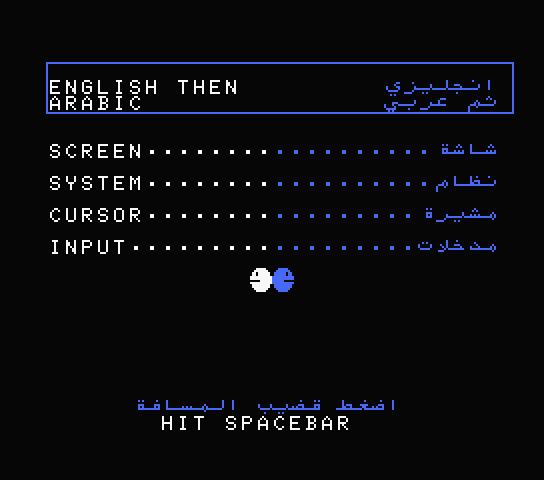 ENGLISH THEN انجليزي
ARABIC ثم عربي
SCREEN.................. شاشة
SYSTEM.................. نظام
CURSOR................. مشيرة
INPUT.................. مدخلات
اضغط قضيب المسافة
HIT SPACEBAR